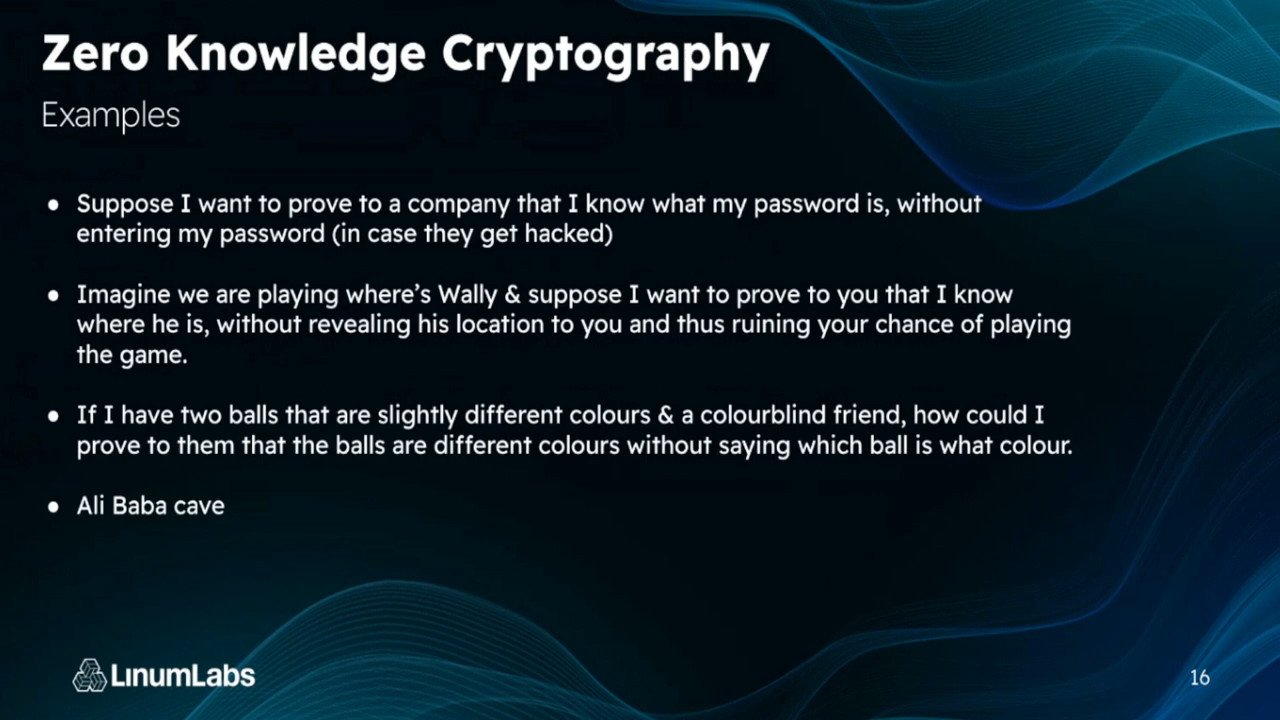 Zero Knowledge Cryptography
Examples
● Suppose I want to prove to a company that I know what my password is, without
entering my password (in case they get hacked)
● Imagine we are playing where’s Wally & suppose I want to prove to you that I know
where he is, without revealing his location to you and thus ruining your chance of playing
the game.
● If I have two balls that are slightly different colours & a colourblind friend, how could I
prove to them that the balls are different colours without saying which ball is what colour.
● Ali Baba cave
LinumLabs
16